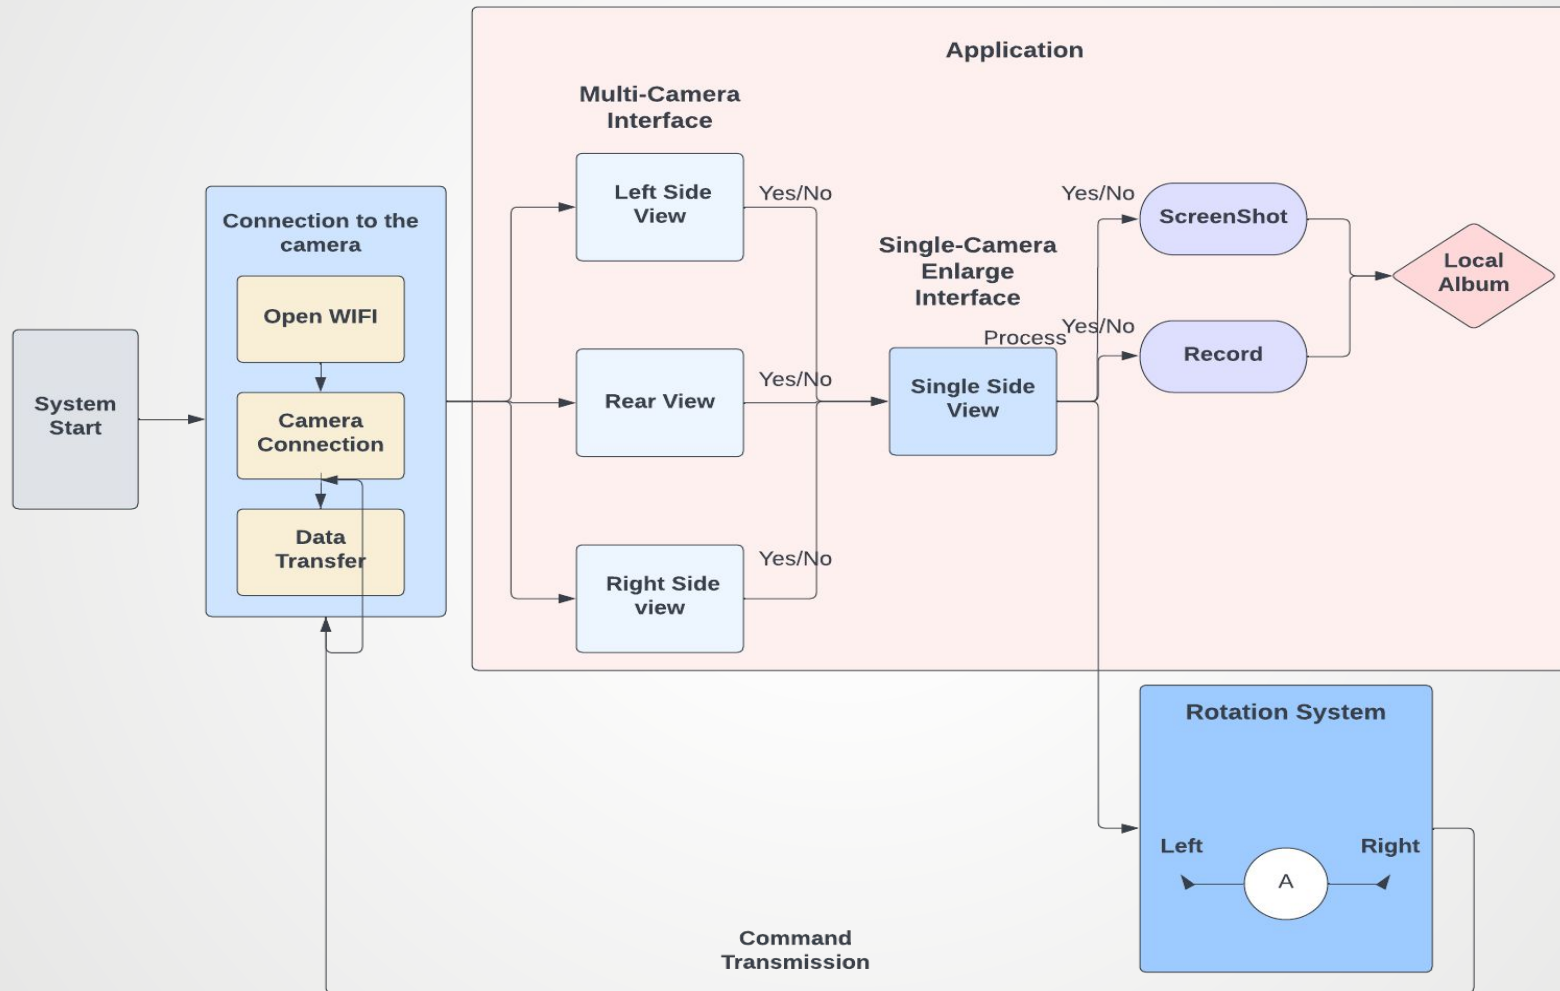 Application
Multi-Camera
Interface
Left Side
View
Yes/No
Yes/No
ScreenShot
Connection to the
camera
Single-Camera
Enlarge
Interface
Local
Album
Open WIFI
Process
Yes/No
Record
System
Start
Camera
Connection
Rear View
Yes/No
Single Side
View
Data
Transfer
Yes/No
Right Side
view
Rotation System
Left
Right
A
Command
Transmission